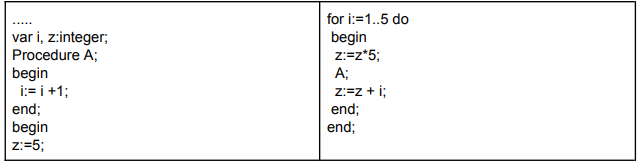 .....
var i, z:integer;
Procedure A;
begin
i:= i +1;
end;
begin
z:=5;
for i:=1..5 do
begin
z:=z*5;
A;
z:=z + i;
end;
end;